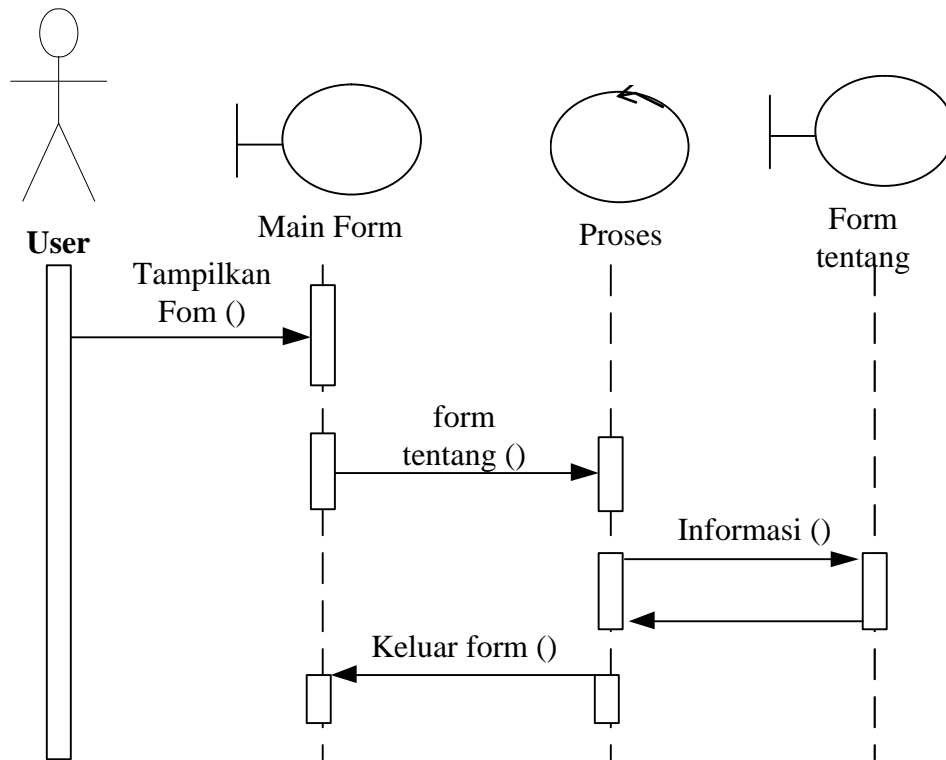 User
Main Form
Proses
Form
tentang
Tampilkan
Fom ()
form
tentang ()
Informasi ()
Keluar form ()